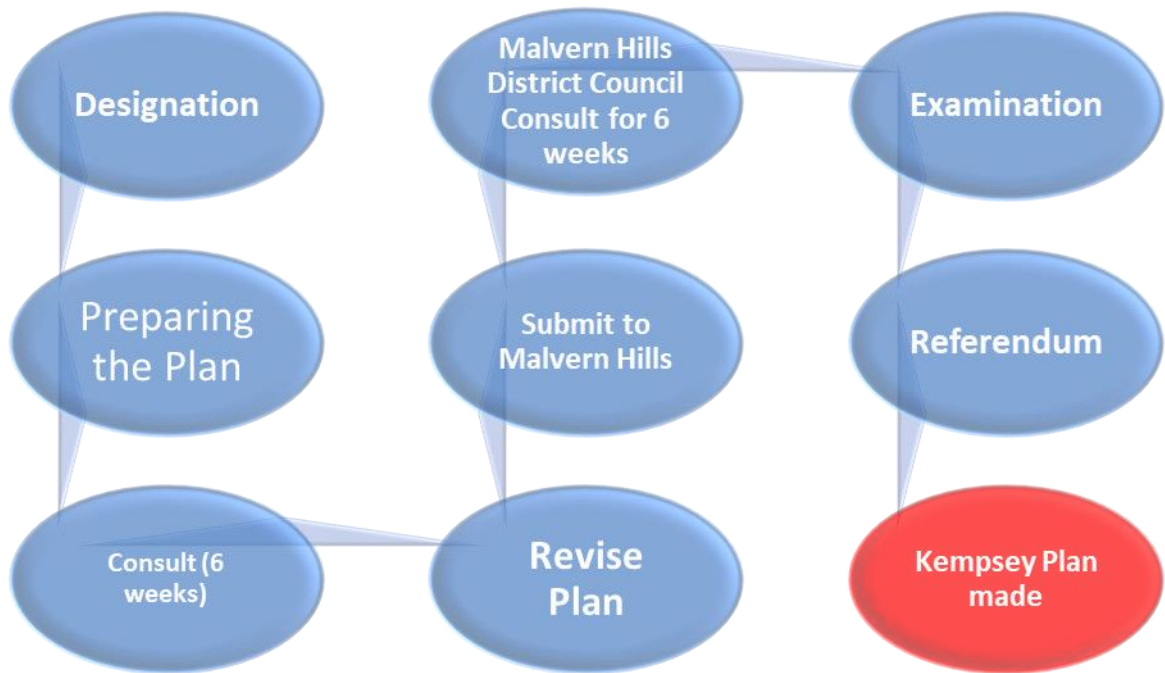 Designation
Preparing
the Plan
Consult (6
weeks)
Revise
Plan
Submit to
Malvern Hills
Malvern Hills
District Council
Consult for 6
weeks
Examination
Referendum
Kempsey Plan
made